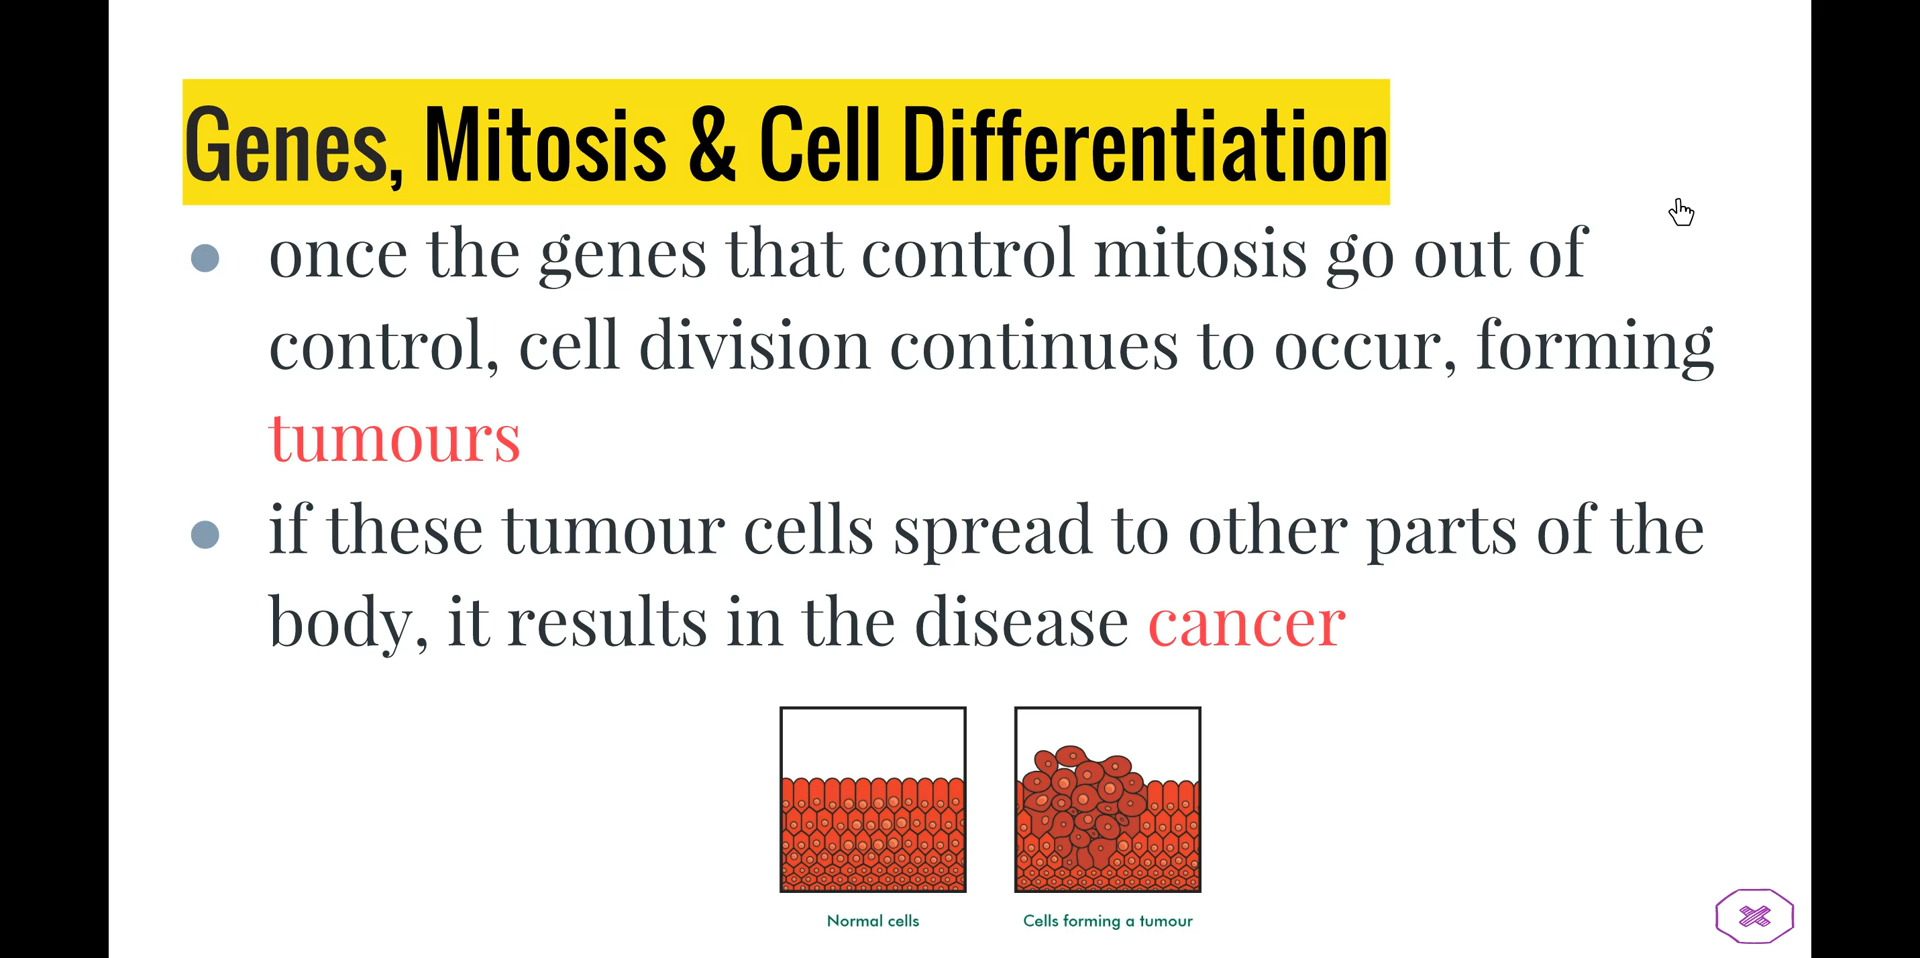 Genes, Mitosis & Cell Differentiation
once the genes that control mitosis go out of
control, cell division continues to occur, forming
tumours
if these tumour cells spread to other parts of the
body, it results in the disease cancer
Normal cells
Cells forming a tumour